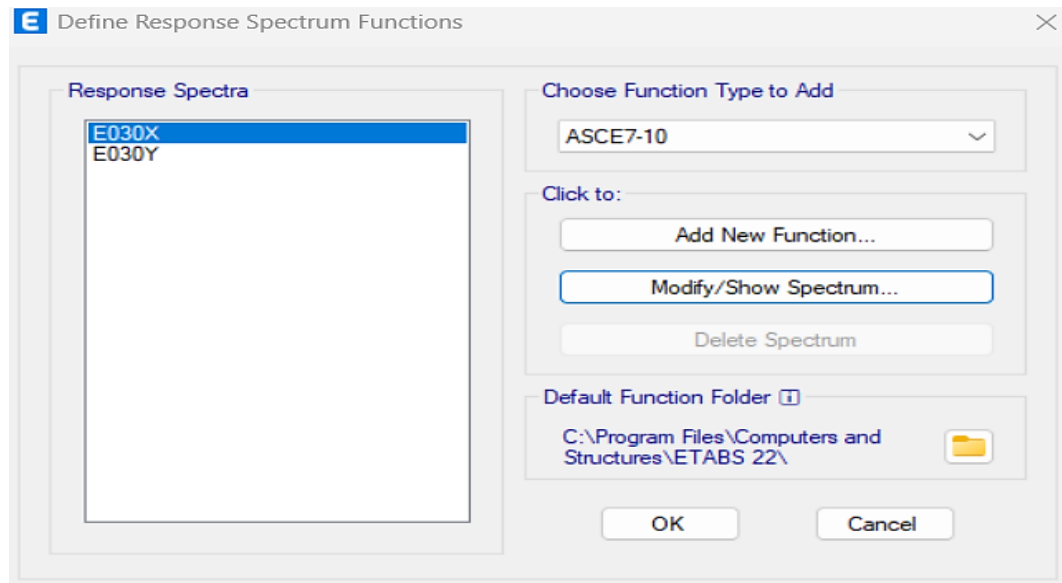 E Define Response Spectrum Functions
Response Spectra
E030X
E030Y
Choose Function Type to Add
ASCE7-10
Click to:
Add New Function...
Modify/Show Spectrum...
Delete Spectrum
Default Function Folder i
C:\Program Files\Computers and
Structures\ETABS 22\
OK
Cancel